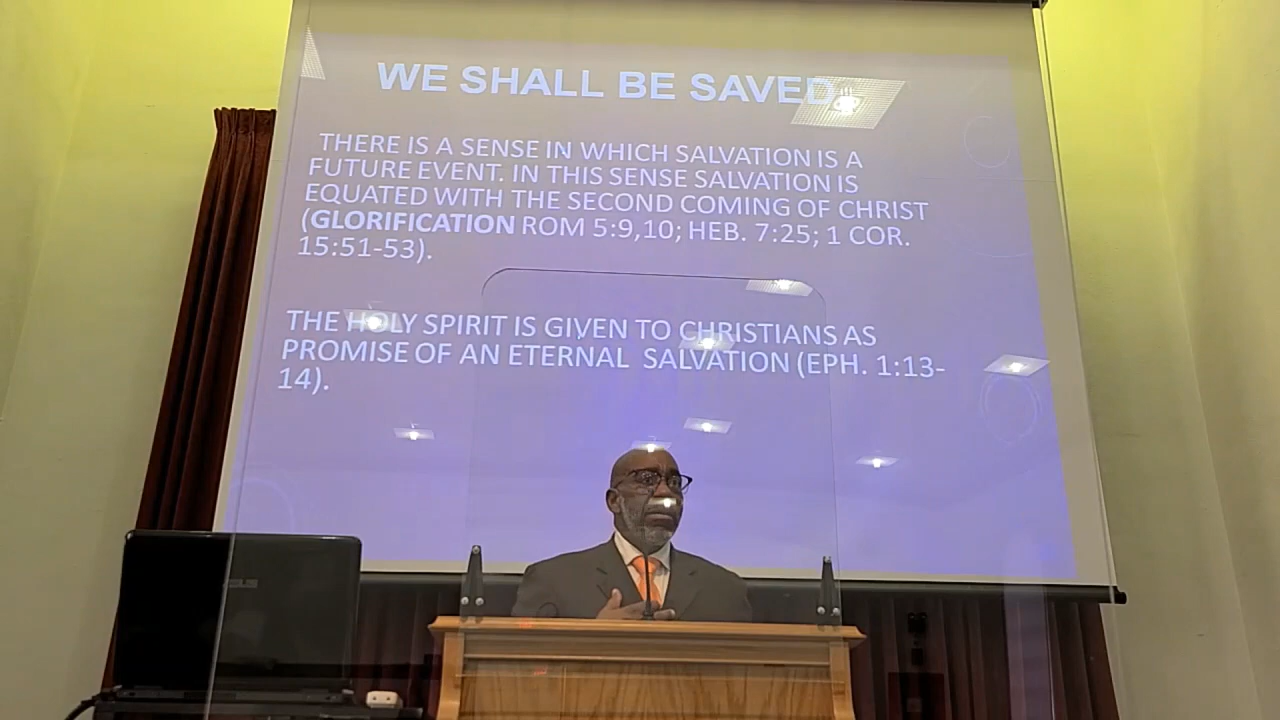 WE SHALL BE SAVED
THERE IS A SENSE IN WHICH SALVATION IS A
FUTURE EVENT. IN THIS SENSE SALVATION IS
EQUATED WITH THE SECOND COMING OF CHRIST
(GLORIFICATION ROM 5:9,10; HEB. 7:25; 1 COR.
15:51-53).
THE HOLY SPIRIT IS GIVEN TO CHRISTIANS AS
PROMISE OF AN ETERNAL SALVATION (EPH. 1:13-
14).